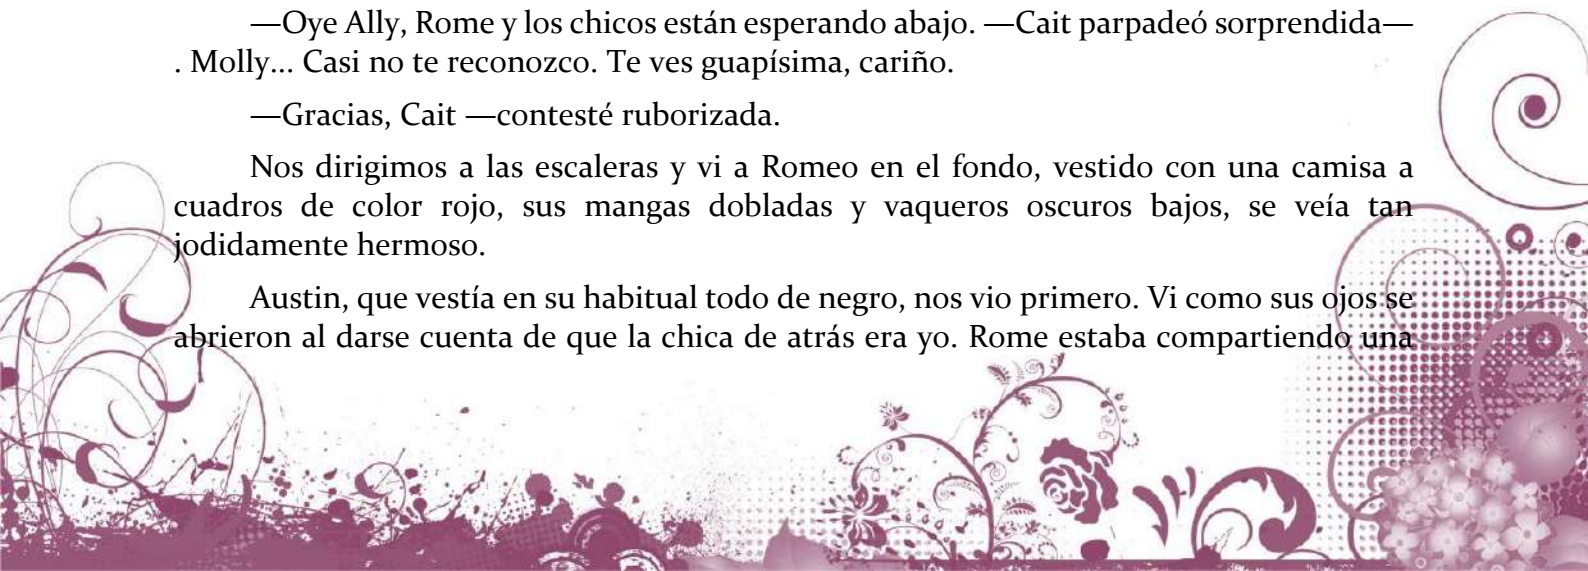 —Oye Ally, Rome y los chicos están esperando abajo. —Cait parpadeó sorprendida—
. Molly... Casi no te reconozco. Te ves guapísima, cariño.
—Gracias, Cait —contesté ruborizada.
Nos dirigimos a las escaleras y vi a Romeo en el fondo, vestido con una camisa a
cuadros de color rojo, sus mangas dobladas y vaqueros oscuros bajos, se veía tan
jodidamente hermoso.
Austin, que vestía en su habitual todo de negro, nos vio primero. Vi como sus ojos se
abrieron al darse cuenta de que la chica de atrás era yo. Rome estaba compartiendo una